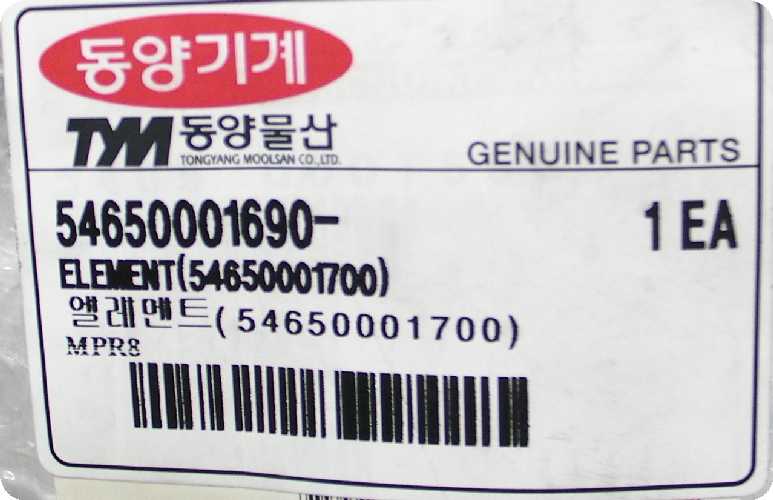 동양기계
TYM 동양물산
TONGYANG MOOLSAN CO.,LTD.
GENUINE PARTS
54650001690- 1 EA
ELEMENT(54650001700)
엘레멘트(54650001700)
MPR8